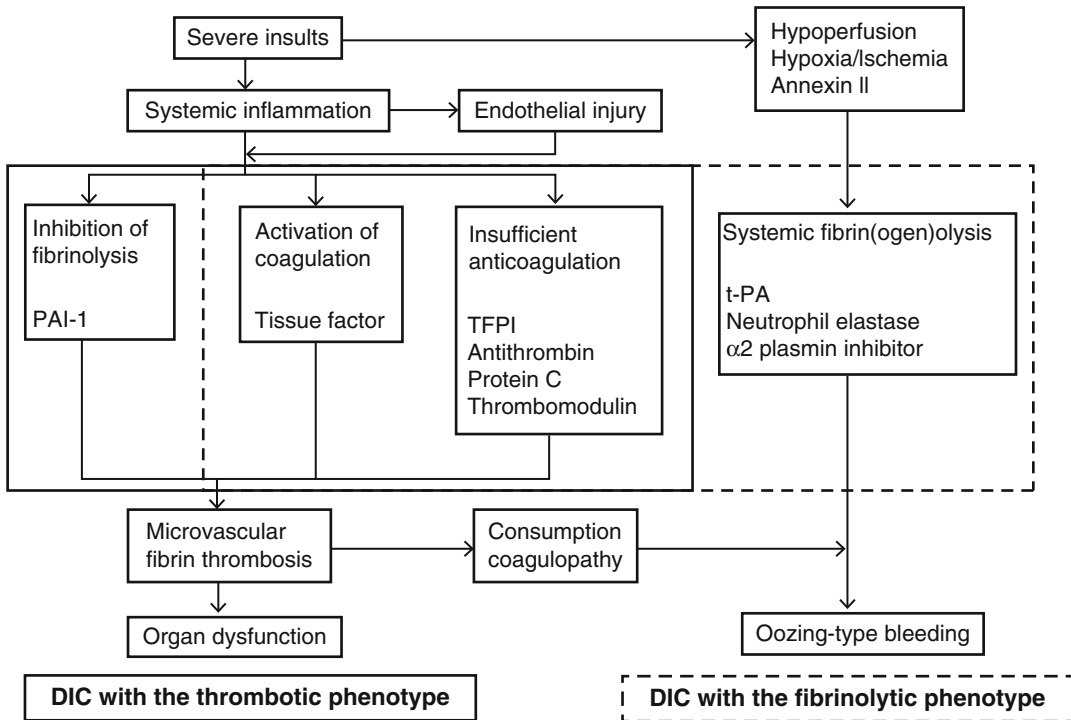 Severe insults
Hypoperfusion
Hypoxia/Ischemia
Annexin II
Systemic inflammation
Endothelial injury
Inhibition of
fibrinolysis
PAI-1
Activation of
coagulation
Tissue factor
Insufficient
anticoagulation
TFPI
Antithrombin
Protein C
Thrombomodulin
Systemic fibrin(ogen)olysis
t-PA
Neutrophil elastase
α2 plasmin inhibitor
Microvascular
fibrin thrombosis
Consumption
coagulopathy
Organ dysfunction
Oozing-type bleeding
DIC with the thrombotic phenotype
DIC with the fibrinolytic phenotype